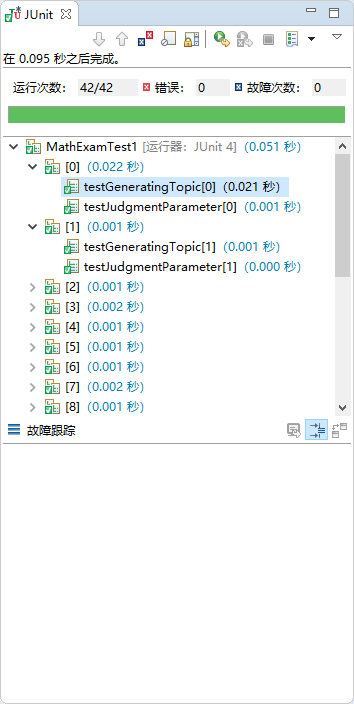 JUnit
在 0.095 秒之后完成。
运行次数： 42/42 错误： 0 故障次数： 0
MathExamTest1 [运行器：JUnit 4] (0.051 秒)
[0] (0.022 秒)
testGeneratingTopic[0] (0.021 秒)
testJudgmentParameter[0] (0.001 秒)
[1] (0.001 秒)
testGeneratingTopic[1] (0.001 秒)
testJudgmentParameter[1] (0.000 秒)
[2] (0.001 秒)
[3] (0.002 秒)
[4] (0.001 秒)
[5] (0.001 秒)
[6] (0.001 秒)
[7] (0.002 秒)
[8] (0.001 秒)
故障跟踪